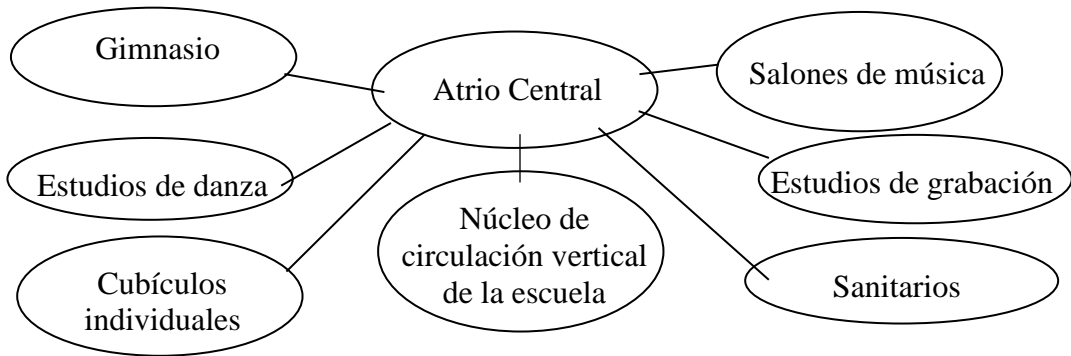 Gimnasio
Atrio Central
Salones de música
Estudios de danza
Estudios de grabación
Núcleo de
circulación vertical
de la escuela
Cubículos
individuales
Sanitarios